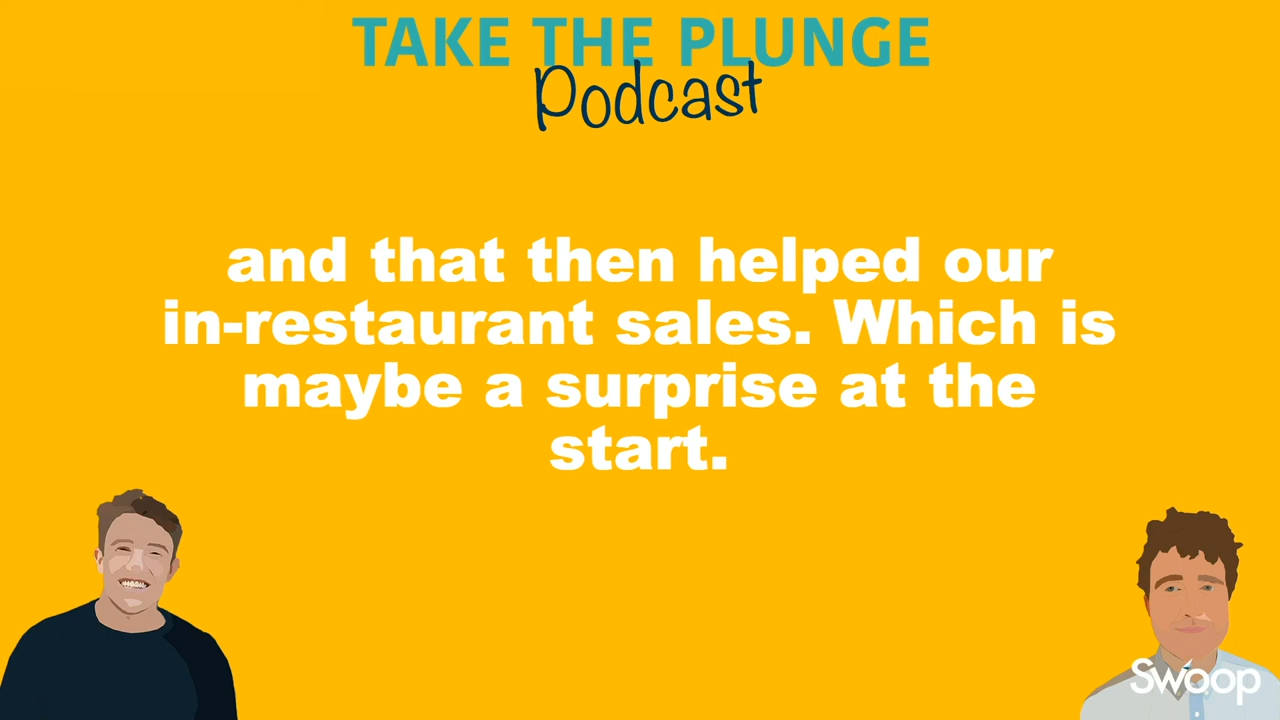 TAKE THE PLUNGE
Podcast
and that then helped our
in-restaurant sales. Which is
maybe a surprise at the
start.
Swoop